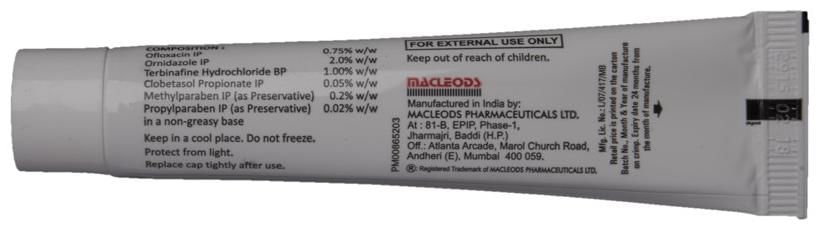 COMPOSITION :
Ofloxacin IP 0.75% w/w
Ornidazole IP 2.0% w/w
Terbinafine Hydrochloride BP 1.00% w/w
Clobetasol Propionate IP 0.05% w/w
Methylparaben IP (as Preservative) 0.2% w/w
Propylparaben IP (as Preservative) 0.02% w/w
in a non-greasy base
Keep in a cool place. Do not freeze.
Protect from light.
Replace cap tightly after use.
PM00865203
FOR EXTERNAL USE ONLY
Keep out of reach of children.
MACLEODS
Manufactured in India by:
MACLEODS PHARMACEUTICALS LTD.
At : 81-B, EPIP, Phase-1,
Jharmajri, Baddi (H.P.)
Off.: Atlanta Arcade, Marol Church Road,
Andheri (E), Mumbai 400 059.
®: Registered Trademark of MACLEODS PHARMACEUTICALS LTD.
Mfg. Lic. No.: L/07/417/MB
Retail price is printed on the carton
Batch No., Month & Year of manufacture
on crimp. Expiry date 24 months from
the month of manufacture.